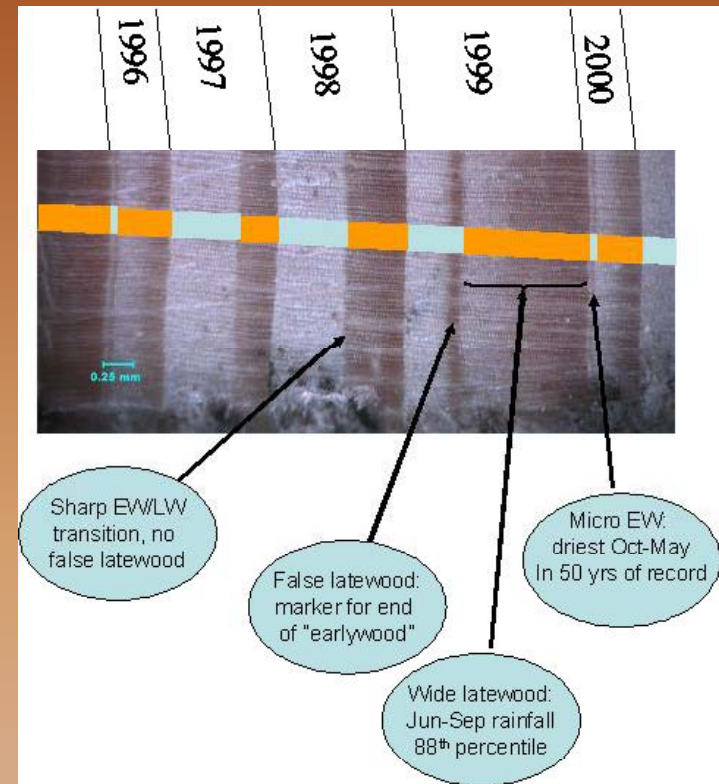 1996
1997
1998
1999
2000
0.25 mm
Sharp EW/LW
transition, no
false latewood
False latewood:
marker for end
of "earlywood"
Wide latewood:
Jun-Sep rainfall
88th percentile
Micro EW:
driest Oct-May
In 50 yrs of record